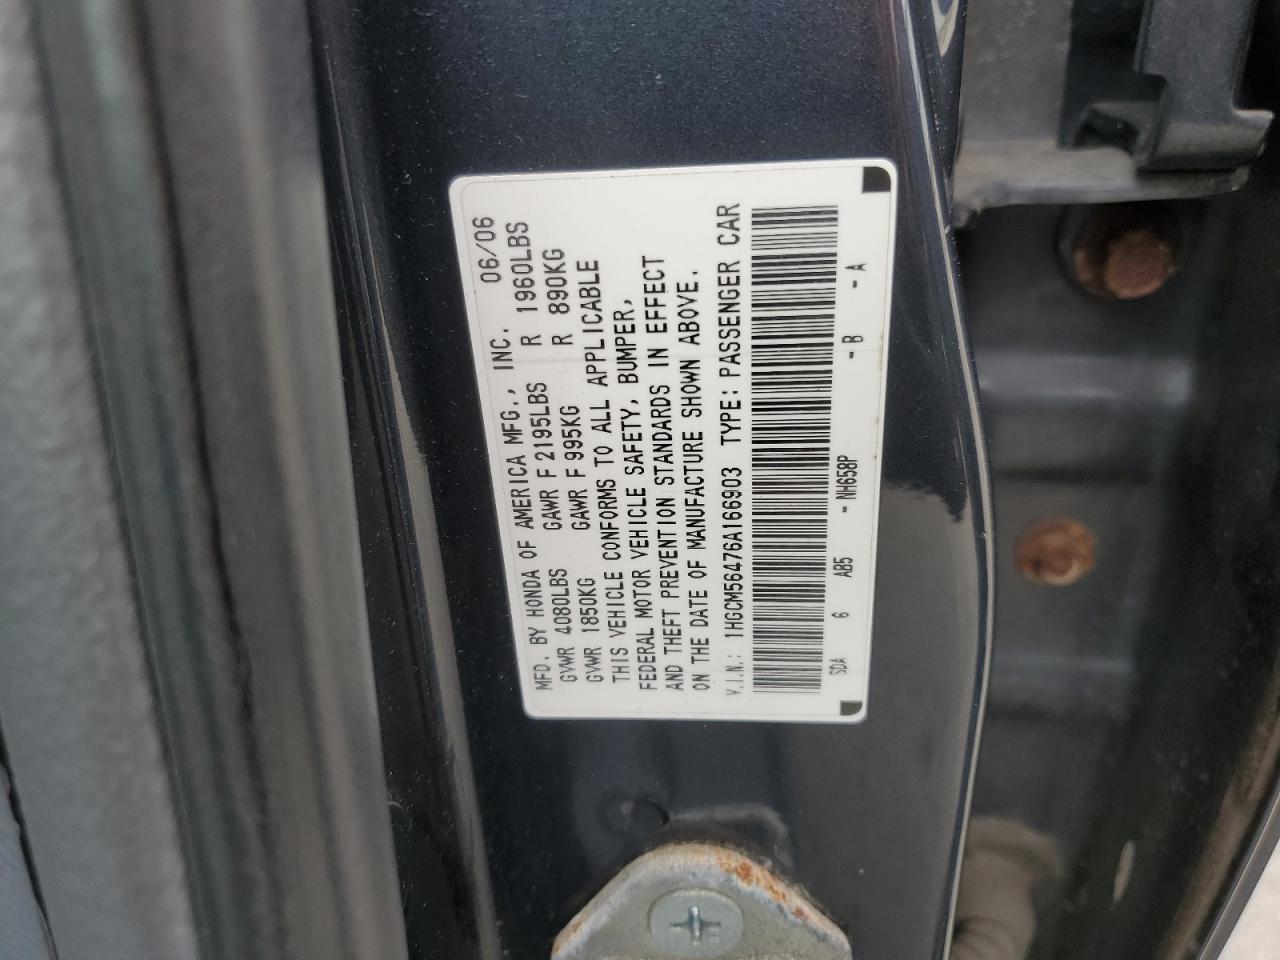 MFD. BY HONDA OF AMERICA MFG., INC. 06/06
GVWR 4080LBS GAWR F 2195LBS R 1960LBS
GVWR 1850KG GAWR F 995KG R 890KG
THIS VEHICLE CONFORMS TO ALL APPLICABLE
FEDERAL MOTOR VEHICLE SAFETY, BUMPER,
AND THEFT PREVENTION STANDARDS IN EFFECT
ON THE DATE OF MANUFACTURE SHOWN ABOVE.
V.I.N.: 1HGCM56476A166903 TYPE: PASSENGER CAR
SDA 6 AB5 - NH658P - B - A